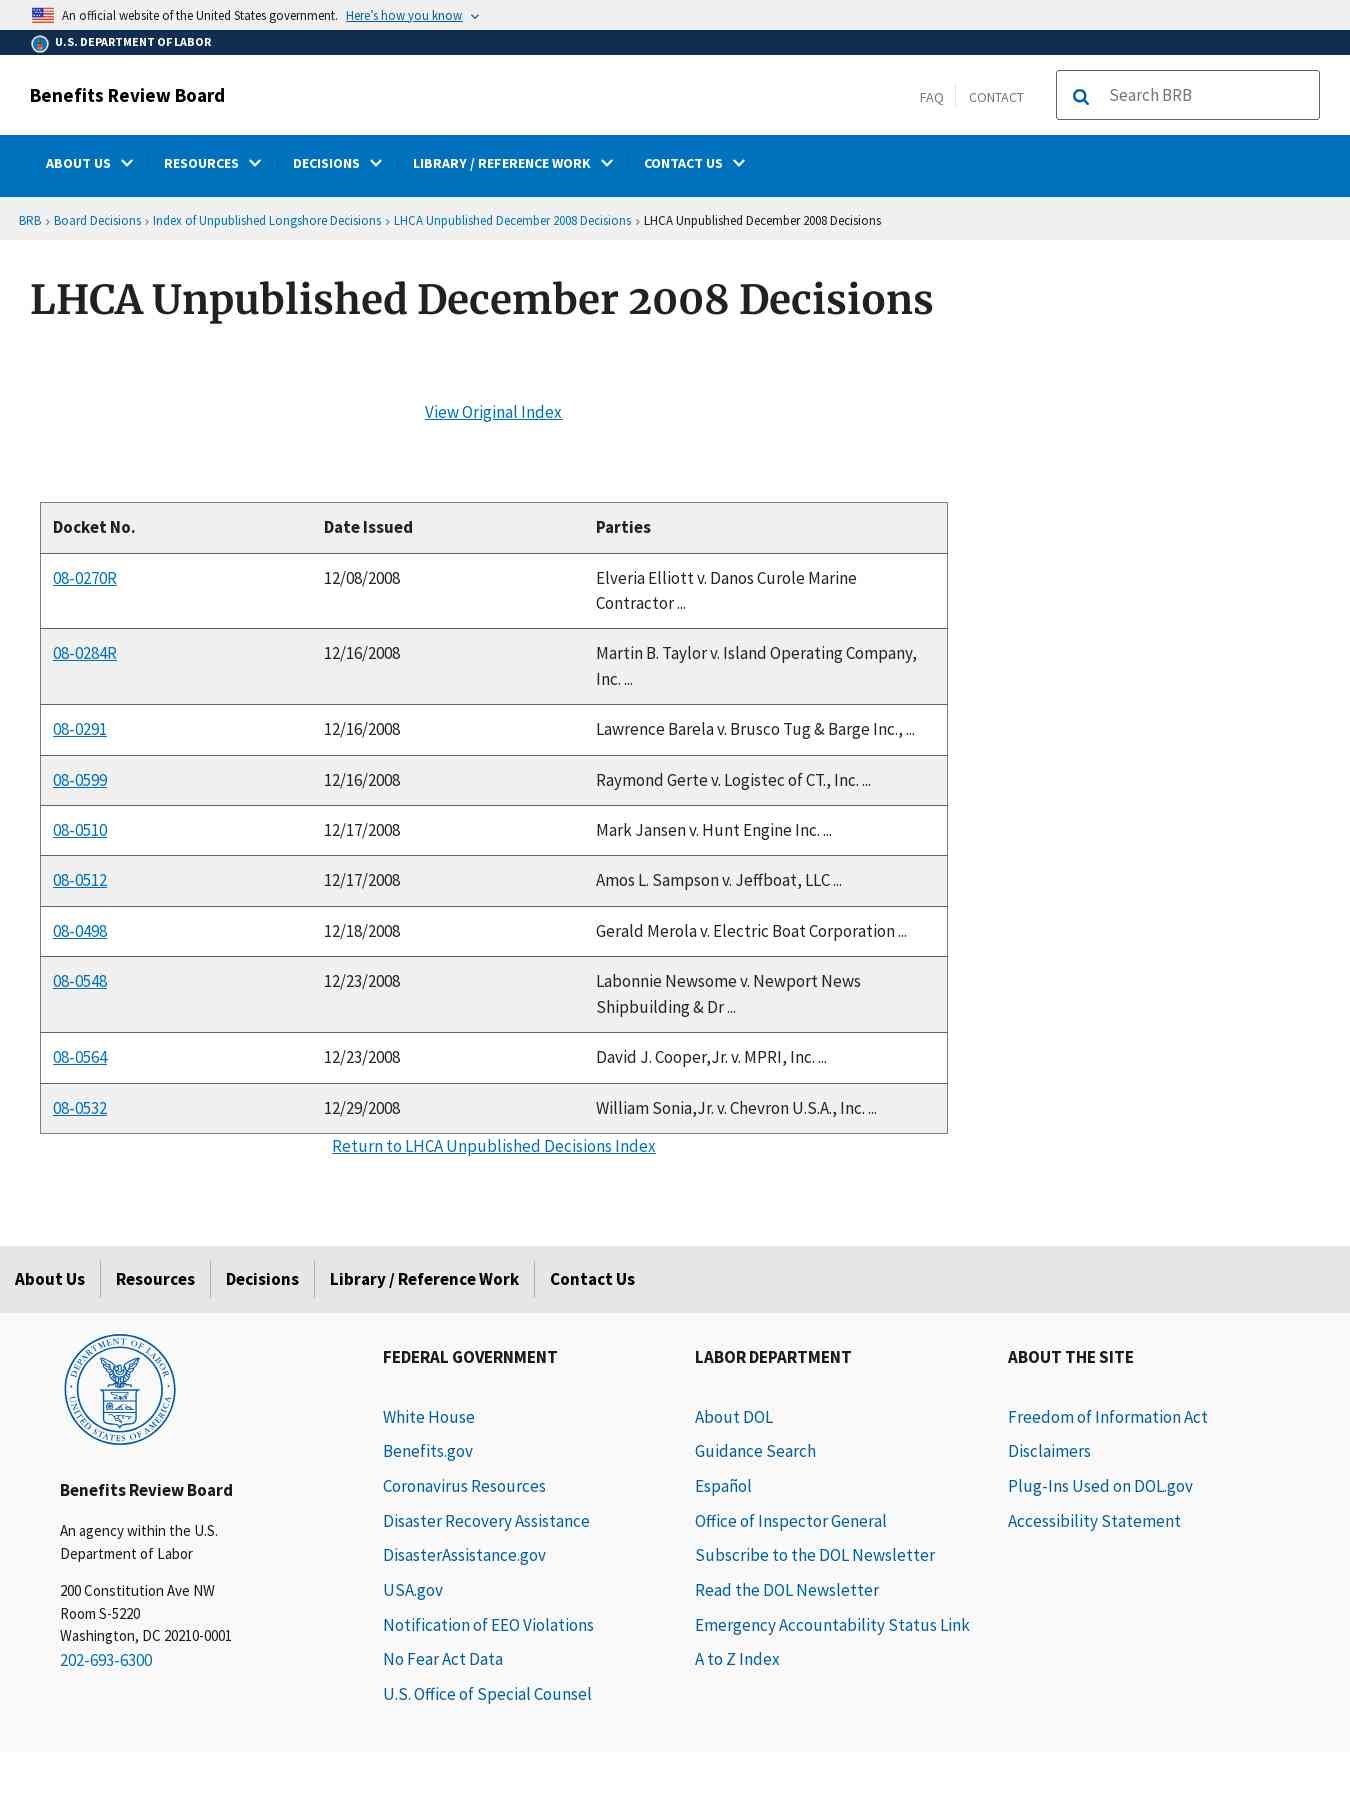 An official website of the United States government. Here’s how you know
U.S. DEPARTMENT OF LABOR
Benefits Review Board
FAQ
CONTACT
Search BRB
ABOUT US
RESOURCES
DECISIONS
LIBRARY / REFERENCE WORK
CONTACT US
BRB › Board Decisions › Index of Unpublished Longshore Decisions › LHCA Unpublished December 2008 Decisions › LHCA Unpublished December 2008 Decisions
LHCA Unpublished December 2008 Decisions
View Original Index
Docket No. Date Issued Parties
08-0270R 12/08/2008 Elveria Elliott v. Danos Curole Marine
Contractor ...
08-0284R 12/16/2008 Martin B. Taylor v. Island Operating Company,
Inc. ...
08-0291 12/16/2008 Lawrence Barela v. Brusco Tug & Barge Inc., ...
08-0599 12/16/2008 Raymond Gerte v. Logistec of CT., Inc. ...
08-0510 12/17/2008 Mark Jansen v. Hunt Engine Inc. ...
08-0512 12/17/2008 Amos L. Sampson v. Jeffboat, LLC ...
08-0498 12/18/2008 Gerald Merola v. Electric Boat Corporation ...
08-0548 12/23/2008 Labonnie Newsome v. Newport News
Shipbuilding & Dr ...
08-0564 12/23/2008 David J. Cooper,Jr. v. MPRI, Inc. ...
08-0532 12/29/2008 William Sonia,Jr. v. Chevron U.S.A., Inc. ...
Return to LHCA Unpublished Decisions Index
About Us
Resources
Decisions
Library / Reference Work
Contact Us
DEPARTMENT OF LABOR
UNITED STATES OF AMERICA
Benefits Review Board
An agency within the U.S.
Department of Labor
200 Constitution Ave NW
Room S-5220
Washington, DC 20210-0001
202-693-6300
FEDERAL GOVERNMENT
White House
Benefits.gov
Coronavirus Resources
Disaster Recovery Assistance
DisasterAssistance.gov
USA.gov
Notification of EEO Violations
No Fear Act Data
U.S. Office of Special Counsel
LABOR DEPARTMENT
About DOL
Guidance Search
Español
Office of Inspector General
Subscribe to the DOL Newsletter
Read the DOL Newsletter
Emergency Accountability Status Link
A to Z Index
ABOUT THE SITE
Freedom of Information Act
Disclaimers
Plug-Ins Used on DOL.gov
Accessibility Statement